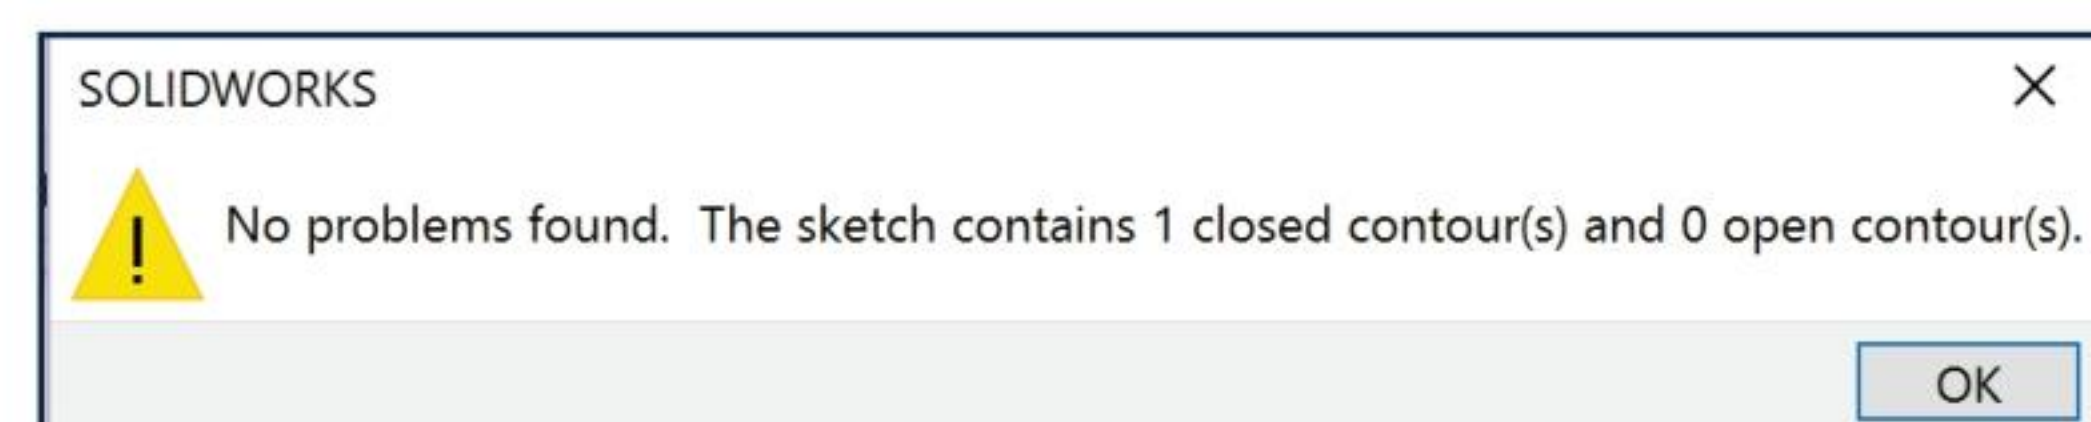 SOLIDWORKS
No problems found. The sketch contains 1 closed contour(s) and 0 open contour(s).
OK